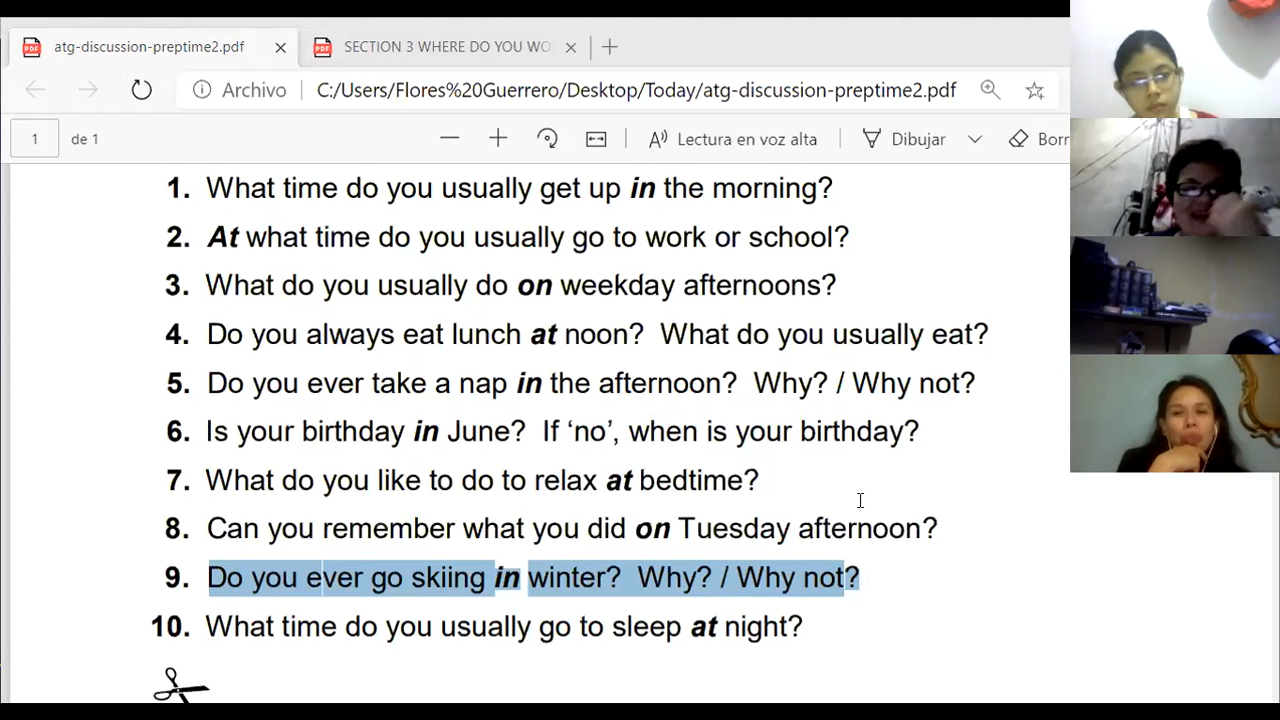 atg-discussion-preptime2.pdf
SECTION 3 WHERE DO YOU WO
Archivo C:/Users/Flores%20Guerrero/Desktop/Today/atg-discussion-preptime2.pdf
1 de 1 Lectura en voz alta Dibujar Borr
1. What time do you usually get up in the morning?
2. At what time do you usually go to work or school?
3. What do you usually do on weekday afternoons?
4. Do you always eat lunch at noon? What do you usually eat?
5. Do you ever take a nap in the afternoon? Why? / Why not?
6. Is your birthday in June? If ‘no’, when is your birthday?
7. What do you like to do to relax at bedtime?
8. Can you remember what you did on Tuesday afternoon?
9. Do you ever go skiing in winter? Why? / Why not?
10. What time do you usually go to sleep at night?